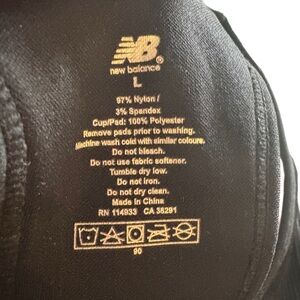 NB
new balance
L
97% Nylon /
3% Spandex
Cup/Pad: 100% Polyester
Remove pads prior to washing.
Machine wash cold with similar colours.
Do not bleach.
Do not use fabric softener.
Tumble dry low.
Do not iron.
Do not dry clean.
Made in China
RN 114933 CA 38291
90